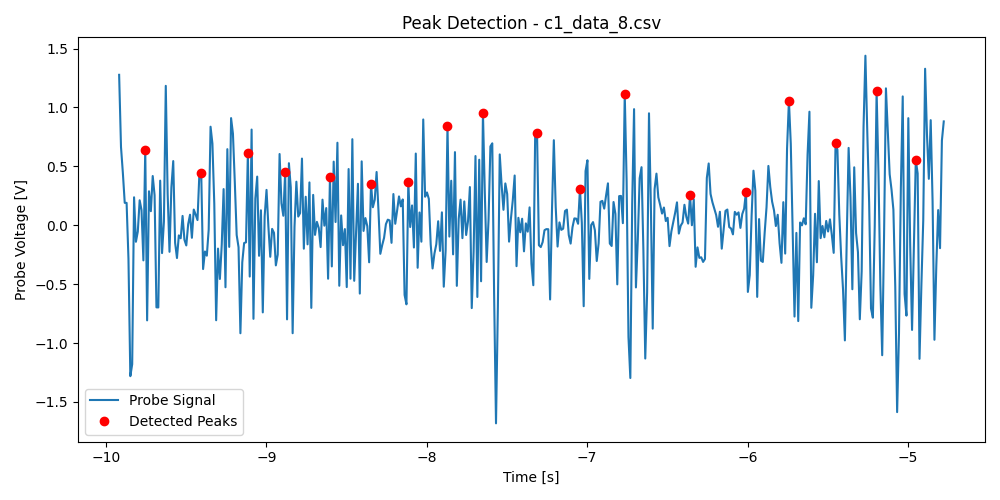 Peak Detection - c1_data_8.csv
1.5
1.0
0.5
0.0
−0.5
−1.0
−1.5
Probe Voltage [V]
Probe Signal
Detected Peaks
−10
−9
−8
−7
−6
−5
Time [s]